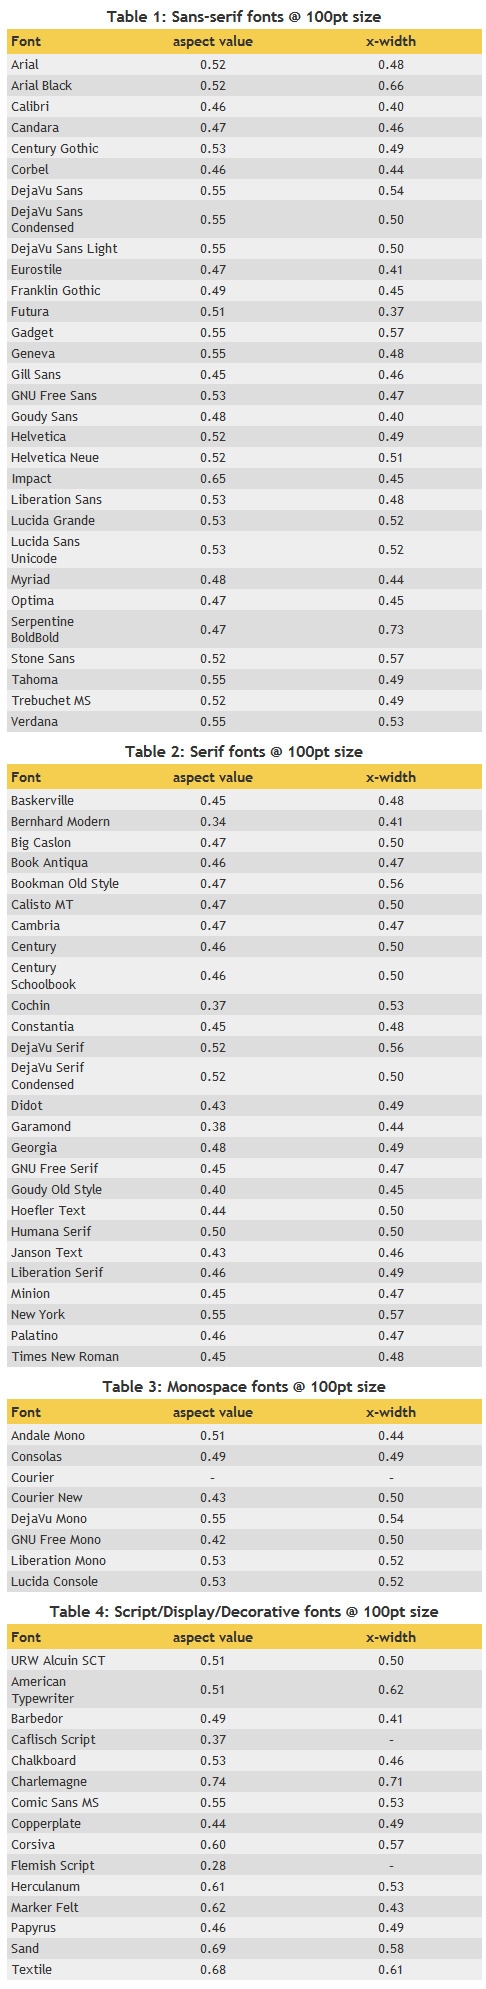 Table 1: Sans-serif fonts @ 100pt size
Font aspect value x-width
Arial 0.52 0.48
Arial Black 0.52 0.66
Calibri 0.46 0.40
Candara 0.47 0.46
Century Gothic 0.53 0.49
Corbel 0.46 0.44
DejaVu Sans 0.55 0.54
DejaVu Sans
Condensed 0.55 0.50
DejaVu Sans Light 0.55 0.50
Eurostile 0.47 0.41
Franklin Gothic 0.49 0.45
Futura 0.51 0.37
Gadget 0.55 0.57
Geneva 0.55 0.48
Gill Sans 0.45 0.46
GNU Free Sans 0.53 0.47
Goudy Sans 0.48 0.40
Helvetica 0.52 0.49
Helvetica Neue 0.52 0.51
Impact 0.65 0.45
Liberation Sans 0.53 0.48
Lucida Grande 0.53 0.52
Lucida Sans
Unicode 0.53 0.52
Myriad 0.48 0.44
Optima 0.47 0.45
Serpentine
BoldBold 0.47 0.73
Stone Sans 0.52 0.57
Tahoma 0.55 0.49
Trebuchet MS 0.52 0.49
Verdana 0.55 0.53
Table 2: Serif fonts @ 100pt size
Font aspect value x-width
Baskerville 0.45 0.48
Bernhard Modern 0.34 0.41
Big Caslon 0.47 0.50
Book Antiqua 0.46 0.47
Bookman Old Style 0.47 0.56
Calisto MT 0.47 0.50
Cambria 0.47 0.47
Century 0.46 0.50
Century
Schoolbook 0.46 0.50
Cochin 0.37 0.53
Constantia 0.45 0.48
DejaVu Serif 0.52 0.56
DejaVu Serif
Condensed 0.52 0.50
Didot 0.43 0.49
Garamond 0.38 0.44
Georgia 0.48 0.49
GNU Free Serif 0.45 0.47
Goudy Old Style 0.40 0.45
Hoefler Text 0.44 0.50
Humana Serif 0.50 0.50
Janson Text 0.43 0.46
Liberation Serif 0.46 0.49
Minion 0.45 0.47
New York 0.55 0.57
Palatino 0.46 0.47
Times New Roman 0.45 0.48
Table 3: Monospace fonts @ 100pt size
Font aspect value x-width
Andale Mono 0.51 0.44
Consolas 0.49 0.49
Courier - -
Courier New 0.43 0.50
DejaVu Mono 0.55 0.54
GNU Free Mono 0.42 0.50
Liberation Mono 0.53 0.52
Lucida Console 0.53 0.52
Table 4: Script/Display/Decorative fonts @ 100pt size
Font aspect value x-width
URW Alcuin SCT 0.51 0.50
American
Typewriter 0.51 0.62
Barbedor 0.49 0.41
Caflisch Script 0.37 -
Chalkboard 0.53 0.46
Charlemagne 0.74 0.71
Comic Sans MS 0.55 0.53
Copperplate 0.44 0.49
Corsiva 0.60 0.57
Flemish Script 0.28 -
Herculanum 0.61 0.53
Marker Felt 0.62 0.43
Papyrus 0.46 0.49
Sand 0.69 0.58
Textile 0.68 0.61